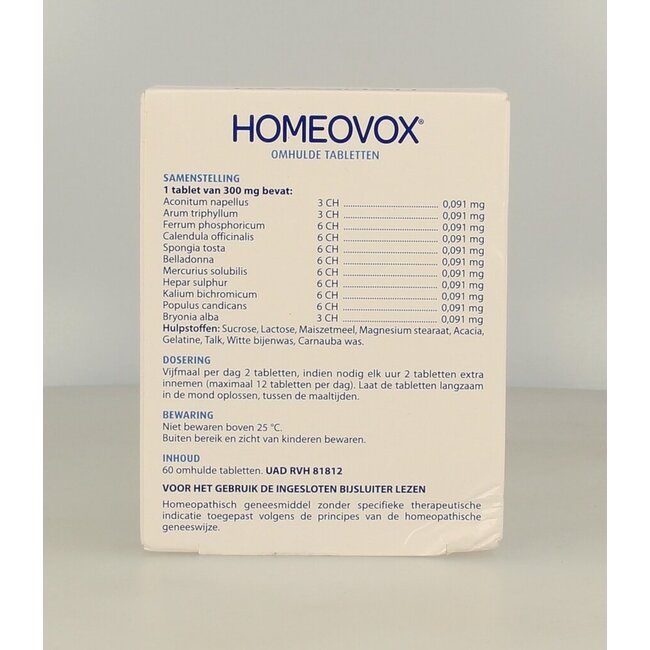 HOMEOVOX®
OMHULDE TABLETTEN
SAMENSTELLING
1 tablet van 300 mg bevat:
Aconitum napellus 3 CH 0,091 mg
Arum triphyllum 3 CH 0,091 mg
Ferrum phosphoricum 6 CH 0,091 mg
Calendula officinalis 6 CH 0,091 mg
Spongia tosta 6 CH 0,091 mg
Belladonna 6 CH 0,091 mg
Mercurius solubilis 6 CH 0,091 mg
Hepar sulphur 6 CH 0,091 mg
Kalium bichromicum 6 CH 0,091 mg
Populus candicans 6 CH 0,091 mg
Bryonia alba 3 CH 0,091 mg
Hulpstoffen: Sucrose, Lactose, Maiszetmeel, Magnesium stearaat, Acacia,
Gelatine, Talk, Witte bijenwas, Carnauba was.
DOSERING
Vijfmaal per dag 2 tabletten, indien nodig elk uur 2 tabletten extra
innemen (maximaal 12 tabletten per dag). Laat de tabletten langzaam
in de mond oplossen, tussen de maaltijden.
BEWARING
Niet bewaren boven 25 °C.
Buiten bereik en zicht van kinderen bewaren.
INHOUD
60 omhulde tabletten. UAD RVH 81812
VOOR HET GEBRUIK DE INGESLOTEN BIJSLUITER LEZEN
Homeopathisch geneesmiddel zonder specifieke therapeutische
indicatie toegepast volgens de principes van de homeopathische
geneeswijze.